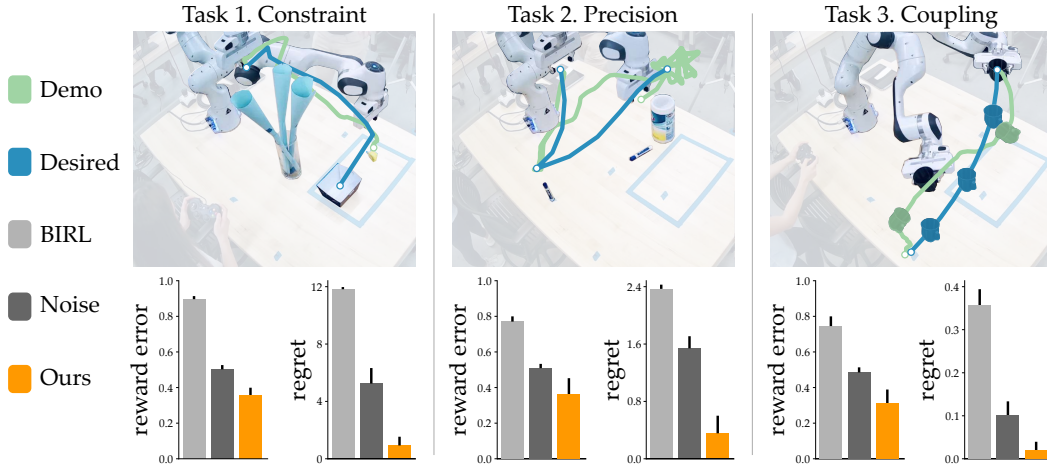 Task 1. Constraint
Task 2. Precision
Task 3. Coupling
Demo
Desired
BIRL
Noise
Ours
reward error
1.0
0.8
0.6
0.4
0.2
0.0
regret
12
8
4
0
reward error
1.0
0.8
0.6
0.4
0.2
0.0
regret
2.4
1.6
0.8
0.0
reward error
1.0
0.8
0.6
0.4
0.2
0.0
regret
0.4
0.3
0.2
0.1
0.0